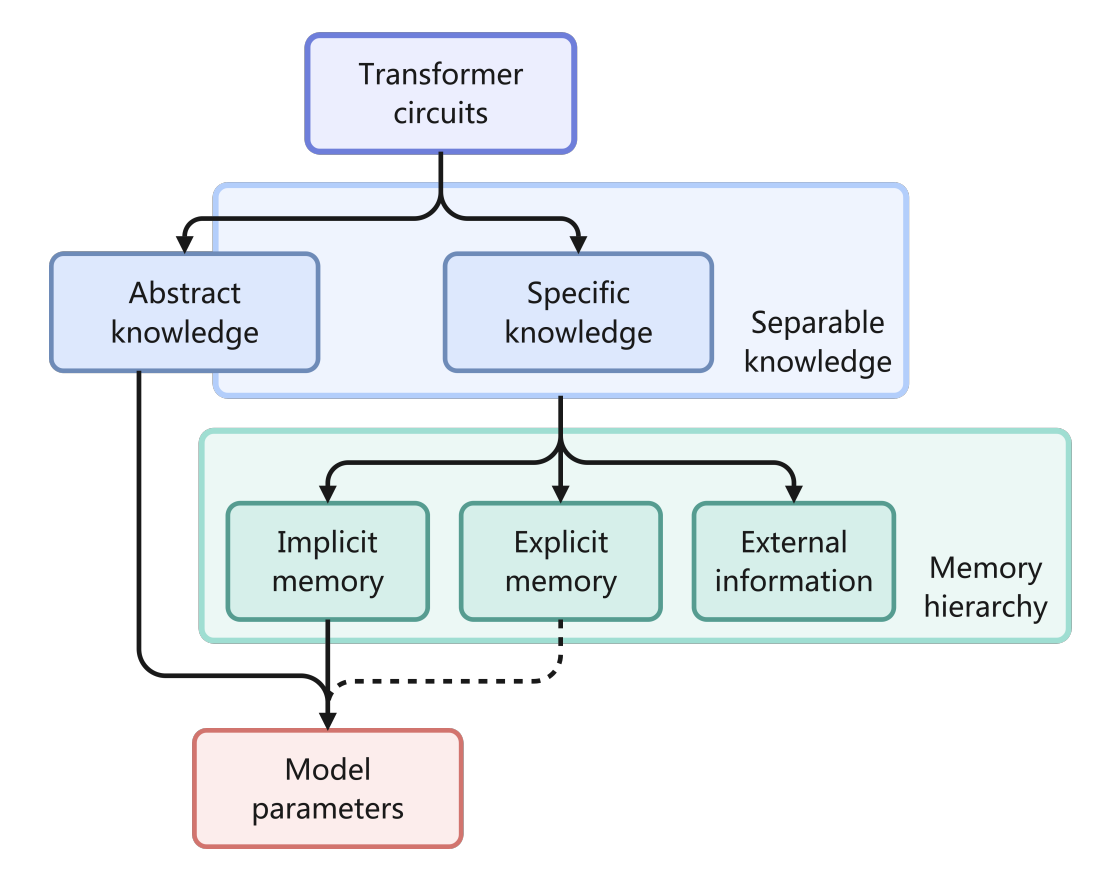 Transformer
circuits
Abstract
knowledge
Specific
knowledge
Separable
knowledge
Implicit
memory
Explicit
memory
External
information
Memory
hierarchy
Model
parameters